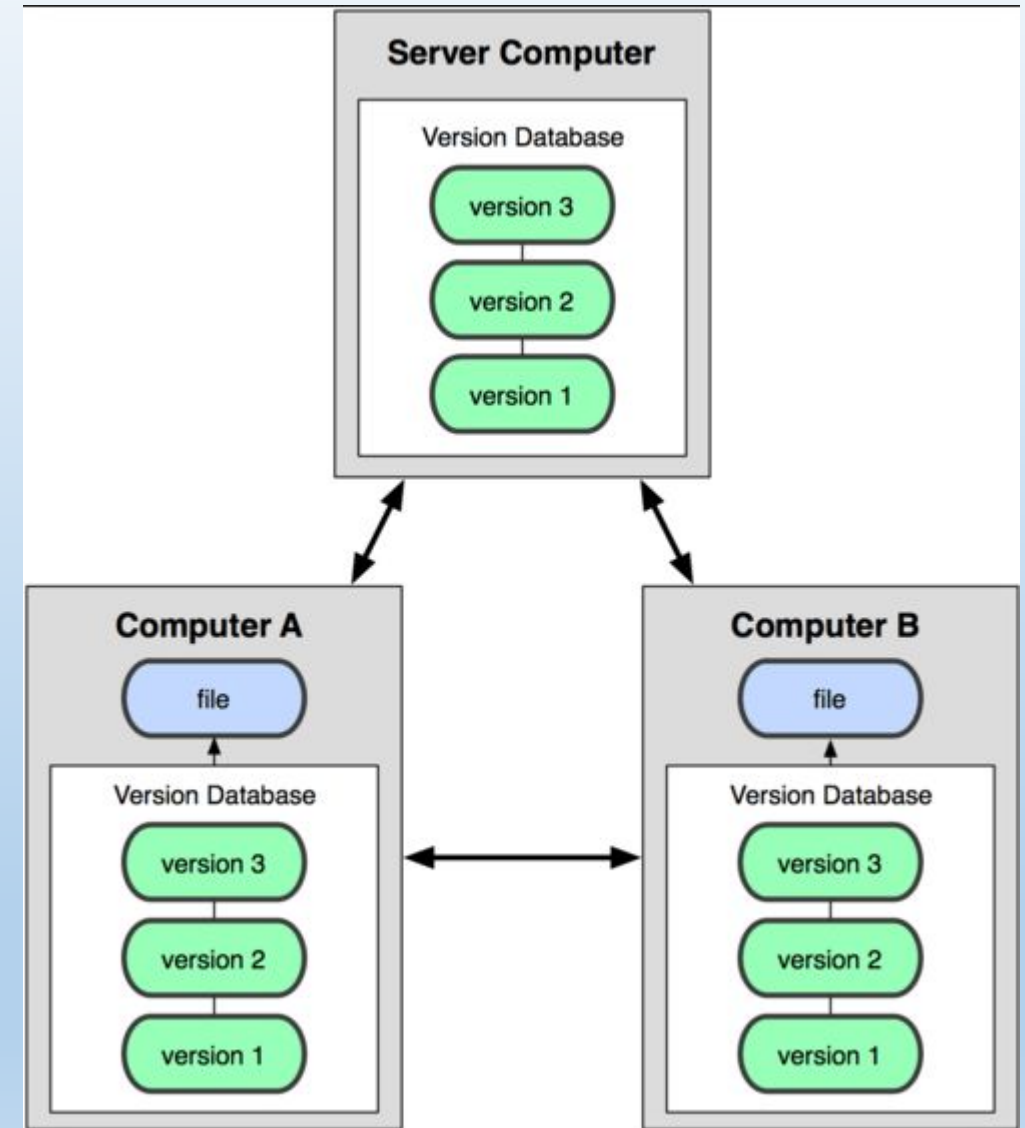 Server Computer
Version Database
version 3
version 2
version 1
Computer A
file
Version Database
version 3
version 2
version 1
Computer B
file
Version Database
version 3
version 2
version 1